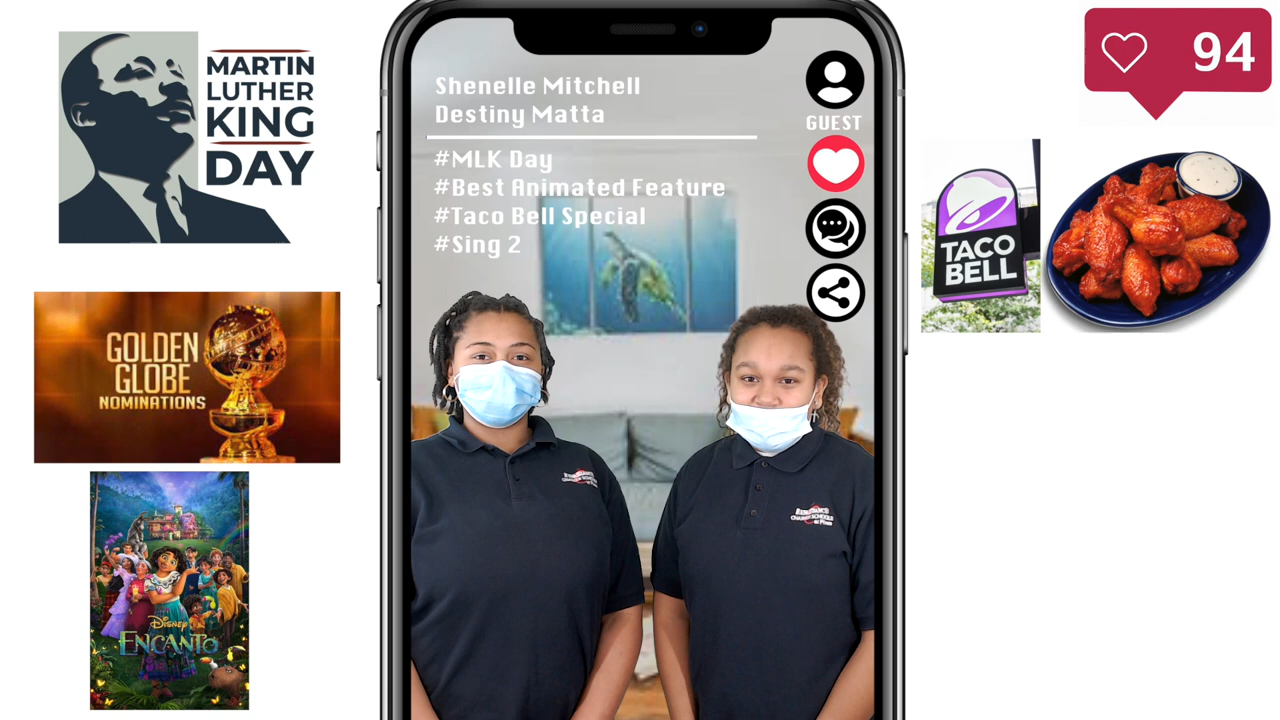 MARTIN
LUTHER
KING
DAY
GOLDEN
GLOBE
NOMINATIONS
DISNEY
ENCANTO
Shenelle Mitchell
Destiny Matta
#MLK Day
#Best Animated Feature
#Taco Bell Special
#Sing 2
GUEST
94
TACO
BELL